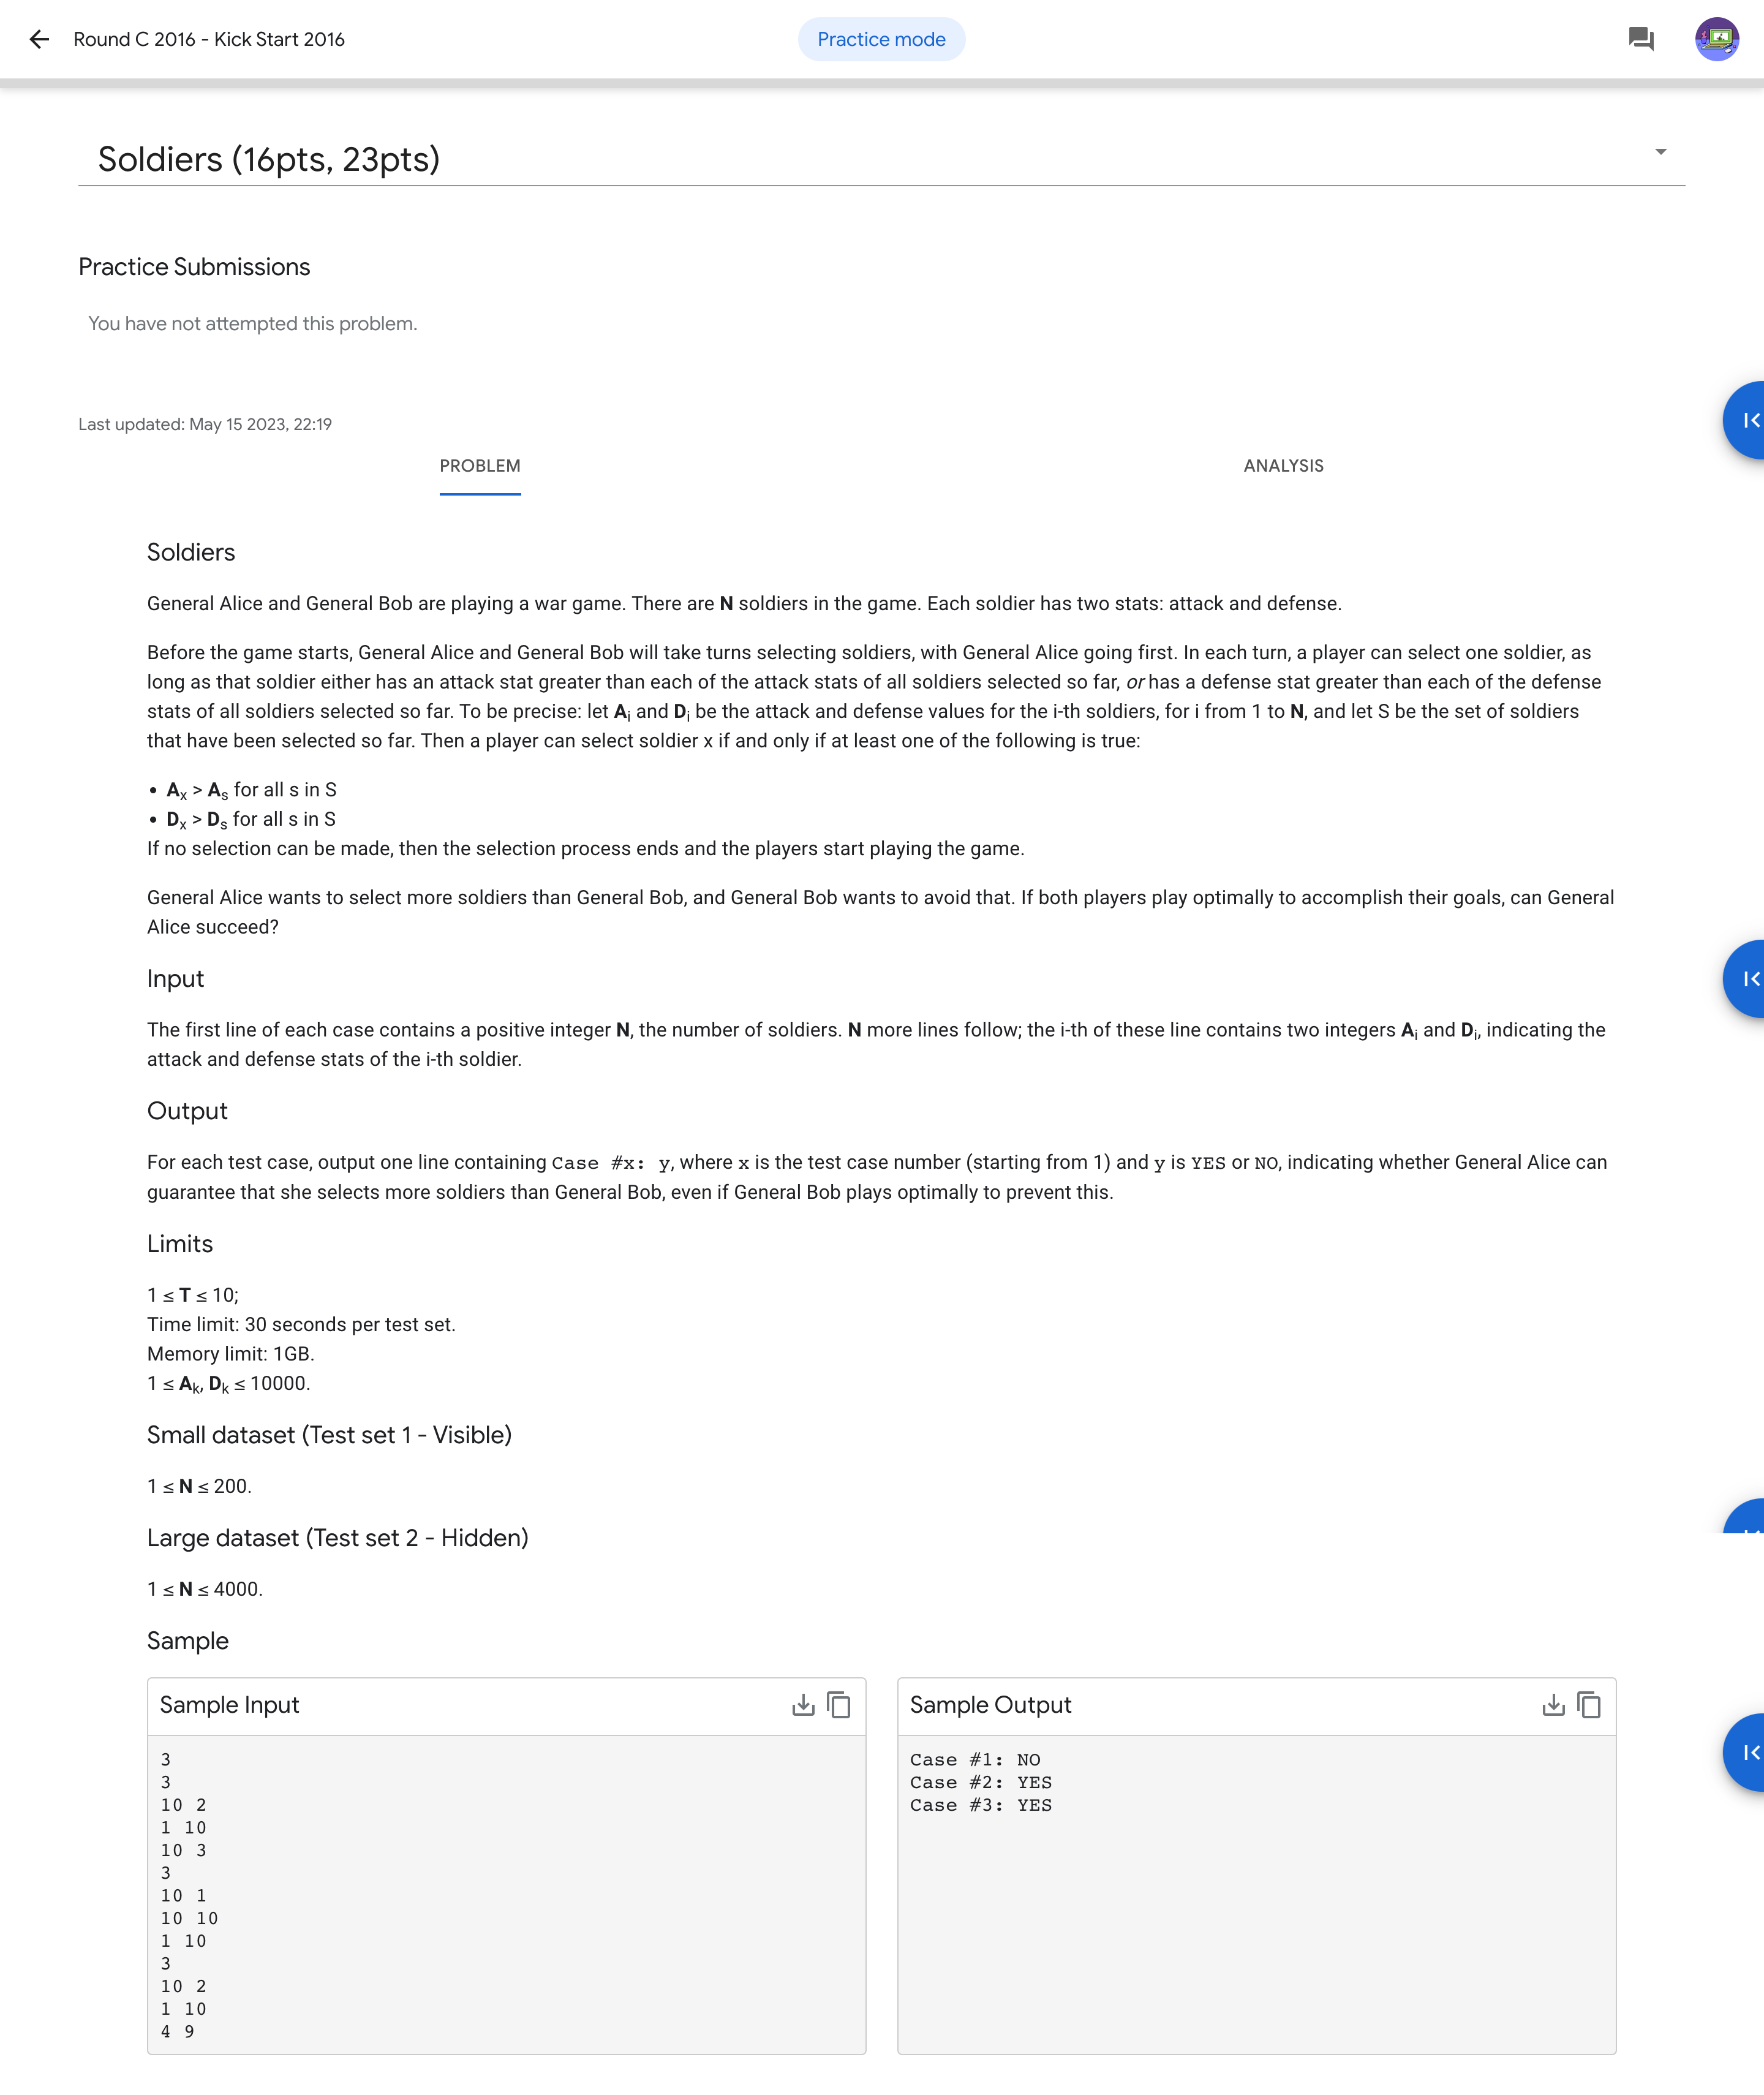 Round C 2016 - Kick Start 2016
Practice mode
Soldiers (16pts, 23pts)
Practice Submissions
You have not attempted this problem.
Last updated: May 15 2023, 22:19
PROBLEM
ANALYSIS
Soldiers
General Alice and General Bob are playing a war game. There are N soldiers in the game. Each soldier has two stats: attack and defense.
Before the game starts, General Alice and General Bob will take turns selecting soldiers, with General Alice going first. In each turn, a player can select one soldier, as
long as that soldier either has an attack stat greater than each of the attack stats of all soldiers selected so far, or has a defense stat greater than each of the defense
stats of all soldiers selected so far. To be precise: let Ai and Di be the attack and defense values for the i-th soldiers, for i from 1 to N, and let S be the set of soldiers
that have been selected so far. Then a player can select soldier x if and only if at least one of the following is true:
• Ax > As for all s in S
• Dx > Ds for all s in S
If no selection can be made, then the selection process ends and the players start playing the game.
General Alice wants to select more soldiers than General Bob, and General Bob wants to avoid that. If both players play optimally to accomplish their goals, can General
Alice succeed?
Input
The first line of each case contains a positive integer N, the number of soldiers. N more lines follow; the i-th of these line contains two integers Ai and Di, indicating the
attack and defense stats of the i-th soldier.
Output
For each test case, output one line containing Case #x: y, where x is the test case number (starting from 1) and y is YES or NO, indicating whether General Alice can
guarantee that she selects more soldiers than General Bob, even if General Bob plays optimally to prevent this.
Limits
1 ≤ T ≤ 10;
Time limit: 30 seconds per test set.
Memory limit: 1GB.
1 ≤ Ak, Dk ≤ 10000.
Small dataset (Test set 1 - Visible)
1 ≤ N ≤ 200.
Large dataset (Test set 2 - Hidden)
1 ≤ N ≤ 4000.
Sample
Sample Input
3
3
10 2
1 10
10 3
3
10 1
10 10
1 10
3
10 2
1 10
4 9
Sample Output
Case #1: NO
Case #2: YES
Case #3: YES